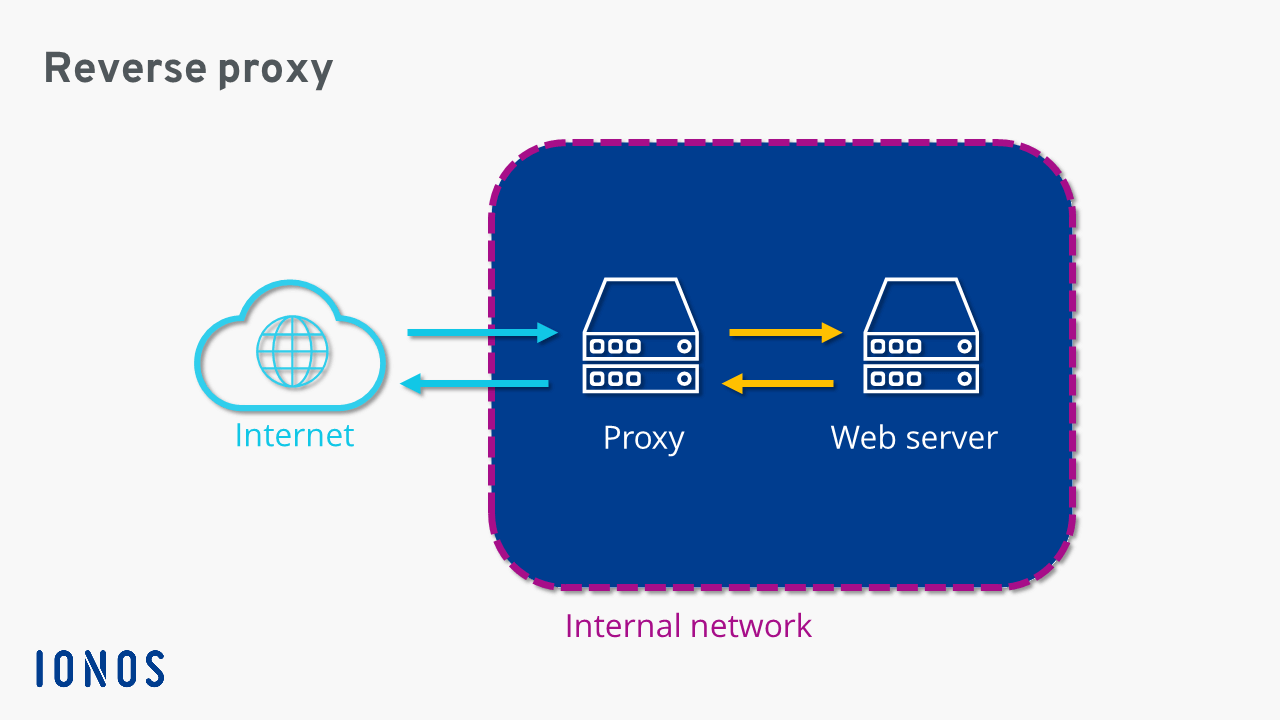 Reverse proxy
Internet
Proxy
Web server
Internal network
IONOS